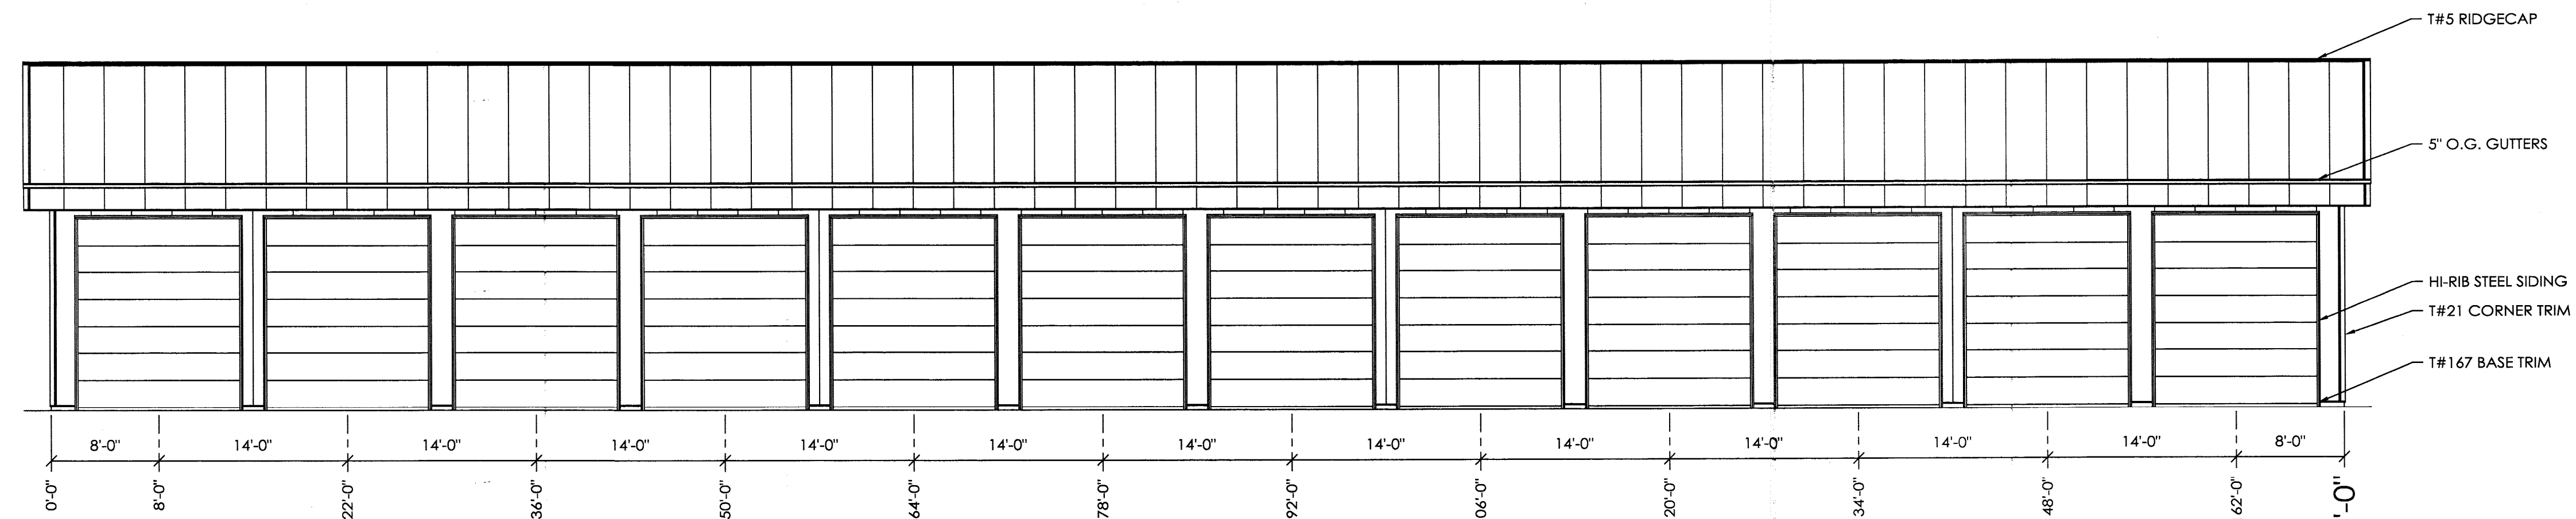 T#5 RIDGECAP
5" O.G. GUTTERS
HI-RIB STEEL SIDING
T#21 CORNER TRIM
T#167 BASE TRIM
8'-0" 14'-0" 14'-0" 14'-0" 14'-0" 14'-0" 14'-0" 14'-0" 14'-0" 14'-0" 14'-0" 14'-0" 8'-0"
0'-0" 8'-0" 22'-0" 36'-0" 50'-0" 64'-0" 78'-0" 92'-0" 06'-0" 20'-0" 34'-0" 48'-0" 62'-0" '-0"